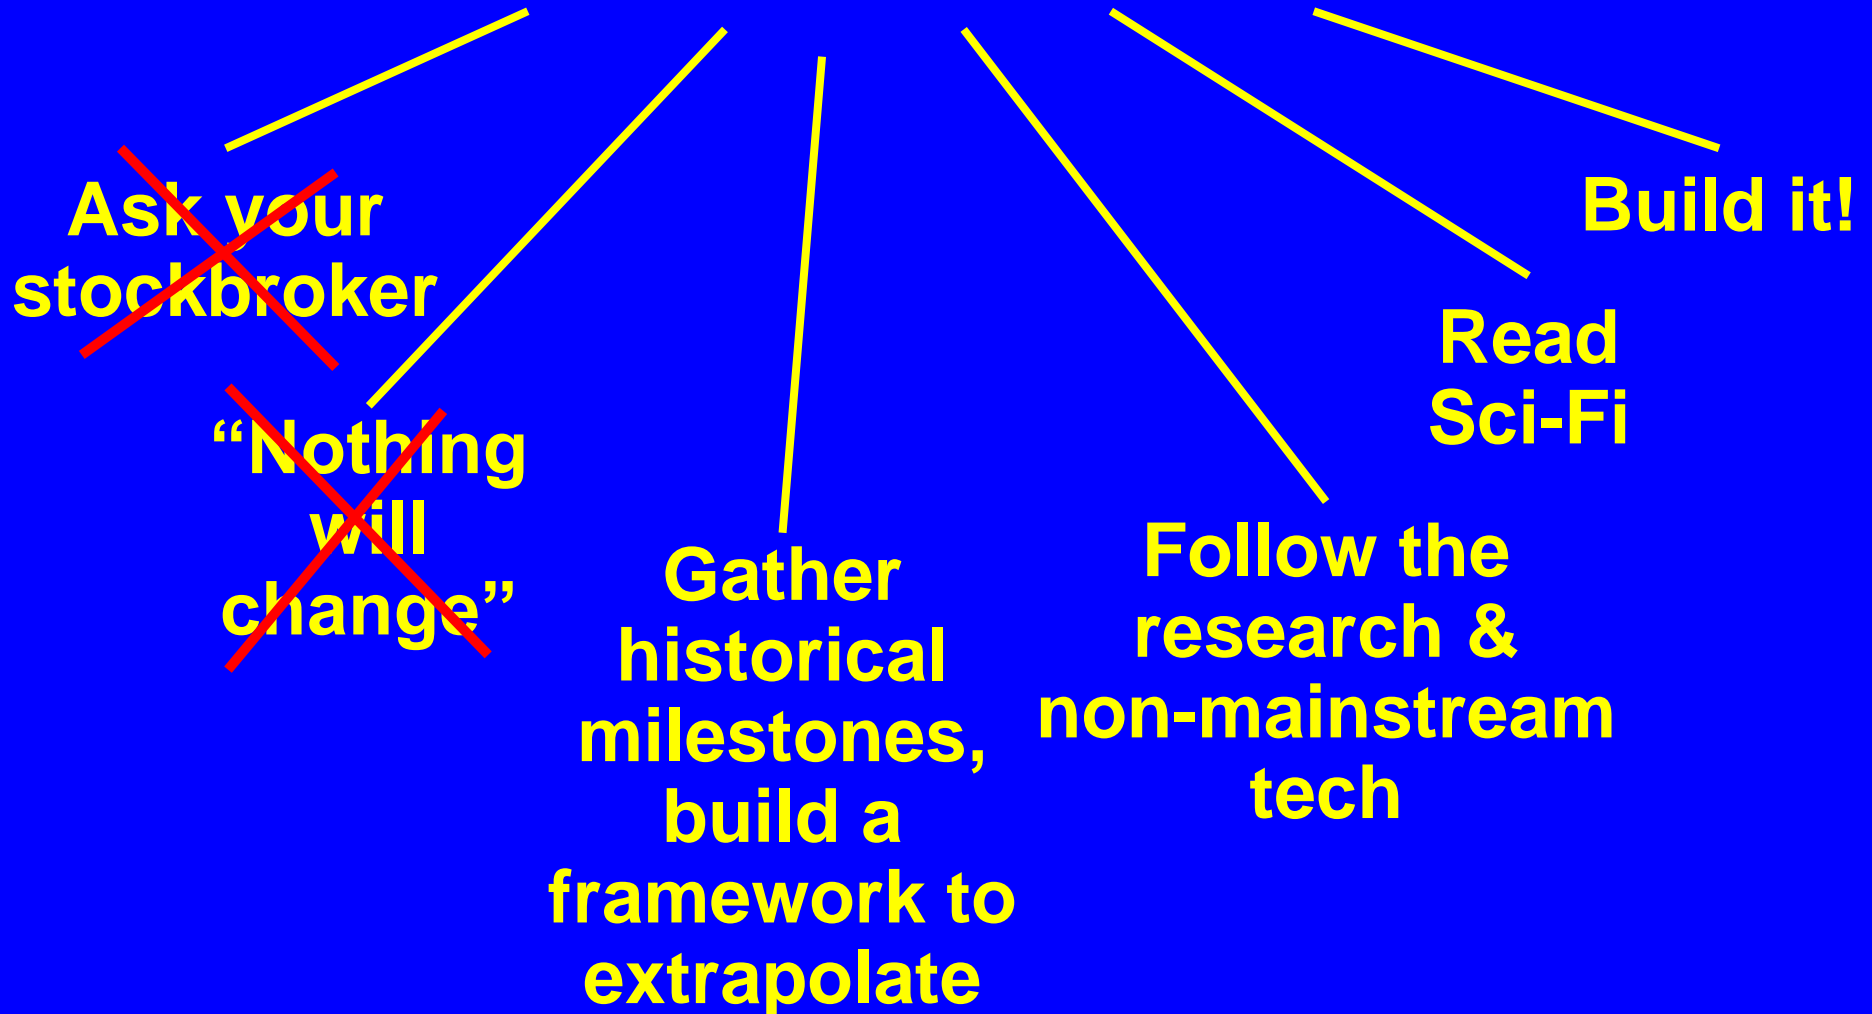 Ask your
stockbroker
“Nothing
will
change”
Gather
historical
milestones,
build a
framework to
extrapolate
Follow the
research &
non-mainstream
tech
Read
Sci-Fi
Build it!